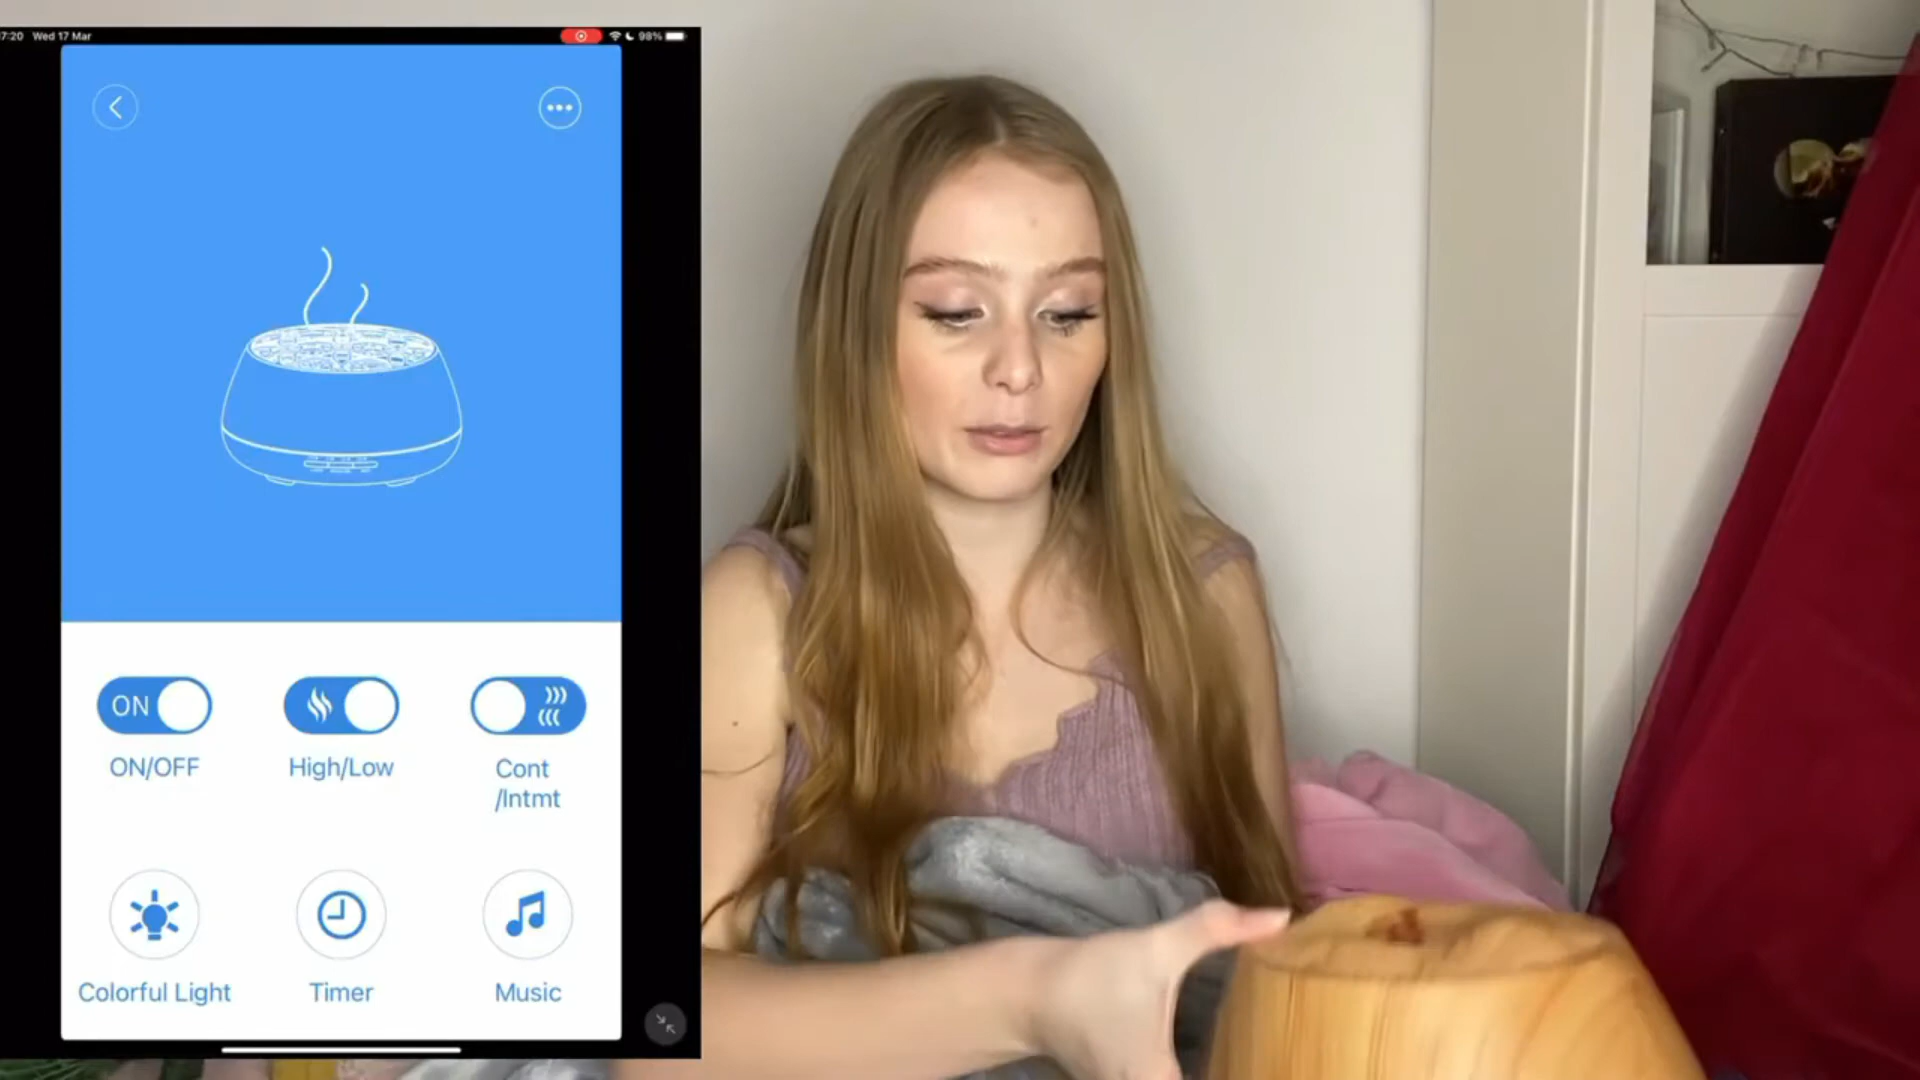 7:20 Wed 17 Mar
98%
ON
ON/OFF
High/Low
Cont
/Intmt
Colorful Light
Timer
Music